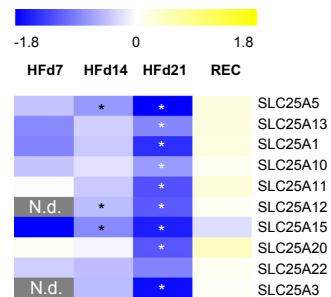 -1.8 0 1.8
HFd7 HFd14 HFd21 REC
* * SLC25A5
* SLC25A13
* SLC25A1
* SLC25A10
* SLC25A11
N.d. * * SLC25A12
* * SLC25A15
* SLC25A20
SLC25A22
N.d. * SLC25A3